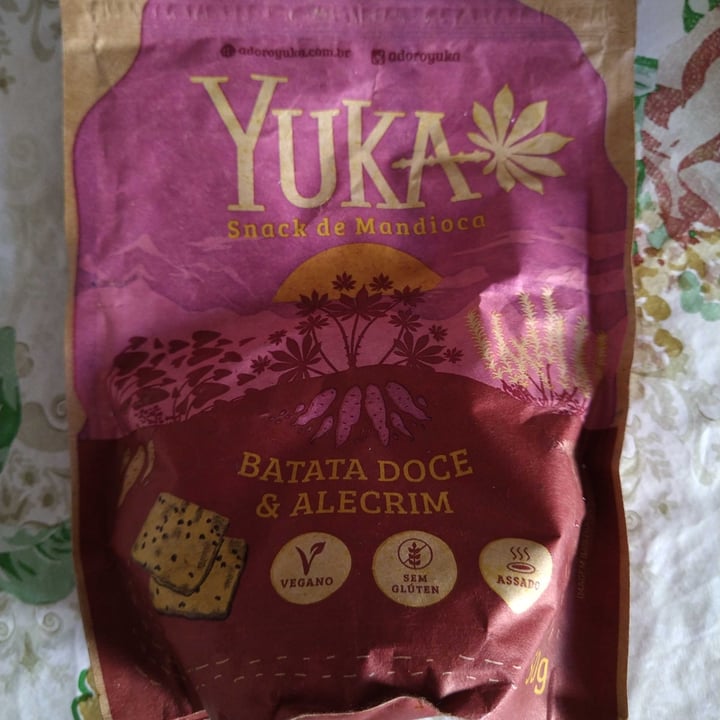 adoroyuka.com.br adoroyuka
YUKA
Snack de Mandioca
BATATA DOCE
& ALECRIM
VEGANO
SEM
GLÚTEN
ASSADO